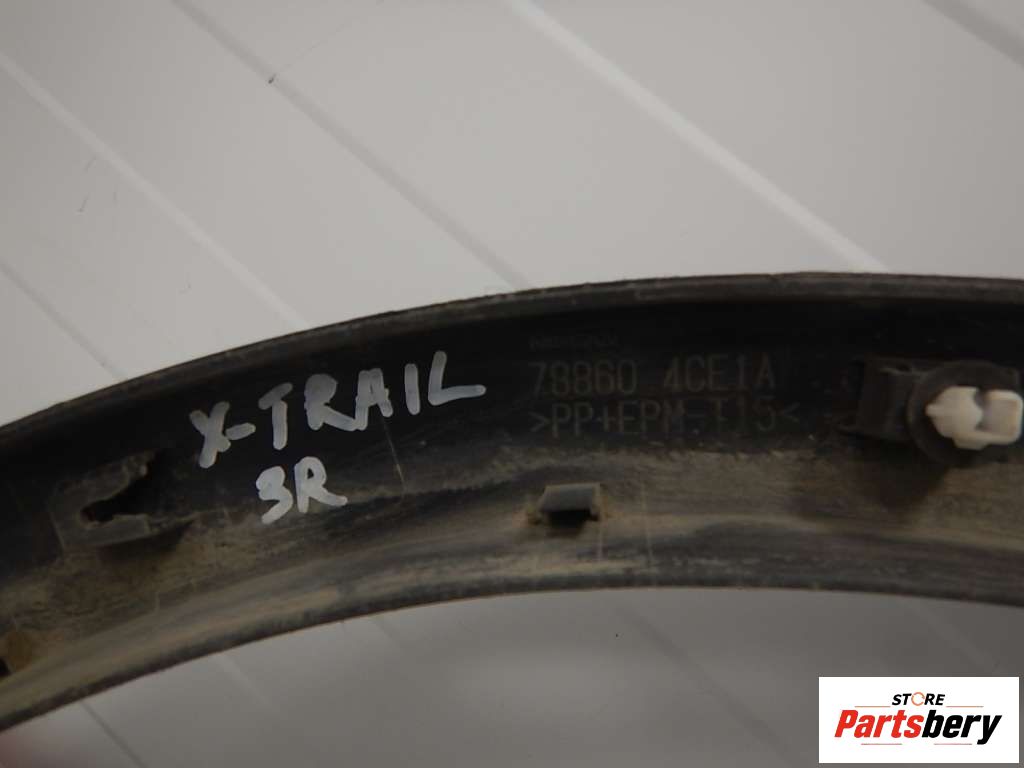 78860 4CE1A
>PP+EPM-T15<
X-TRAIL
3R
STORE
Partsbery